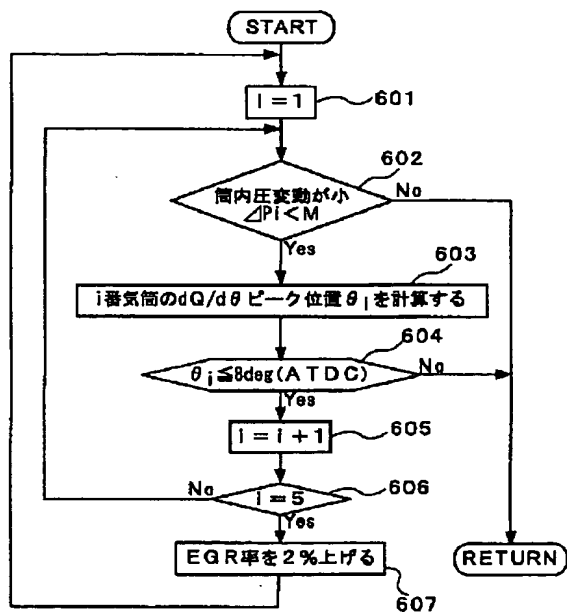 START
i=1
601
602
筒内圧変動が小
⊿Pi<M
No
Yes
603
i番気筒のdQ/dθピーク位置θiを計算する
604
θi≦8deg(ATDC)
No
Yes
i=i+1
605
606
No
i=5
Yes
EGR率を2%上げる
607
RETURN